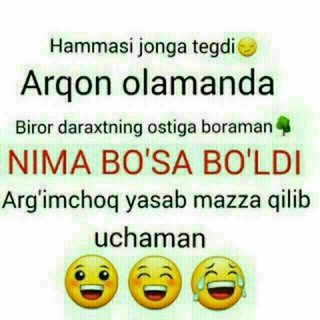 Hammasi jonga tegdi😔
Arqon olamanda
Biror daraxtning ostiga boraman🌳
NIMA BO'SA BO'LDI
Arg'imchoq yasab mazza qilib
uchaman
😀😄😂